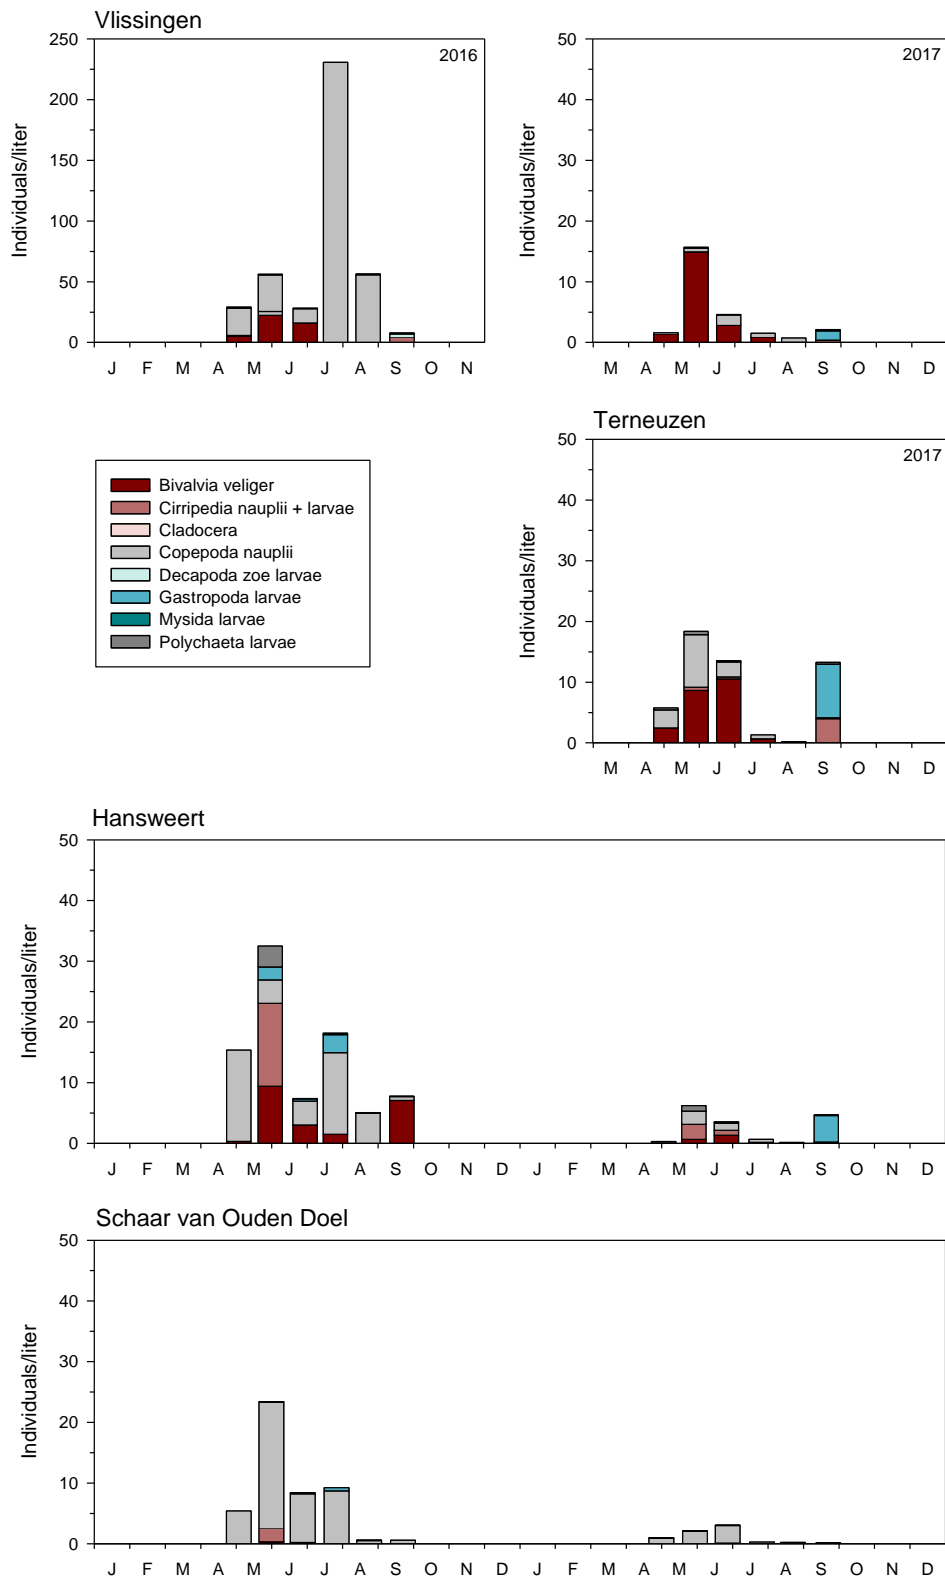 Vlissingen
250
200
150
100
50
0
Individuals/liter
2016
J F M A M J J A S O N
50
40
30
20
10
0
Individuals/liter
2017
M A M J J A S O N D
Terneuzen
50
40
30
20
10
0
Individuals/liter
2017
M A M J J A S O N D
Bivalvia veliger
Cirripedia nauplii + larvae
Cladocera
Copepoda nauplii
Decapoda zoe larvae
Gastropoda larvae
Mysida larvae
Polychaeta larvae
Hansweert
50
40
30
20
10
0
Individuals/liter
J F M A M J J A S O N D J F M A M J J A S O N D
Schaar van Ouden Doel
50
40
30
20
10
0
Individuals/liter
J F M A M J J A S O N D J F M A M J J A S O N D